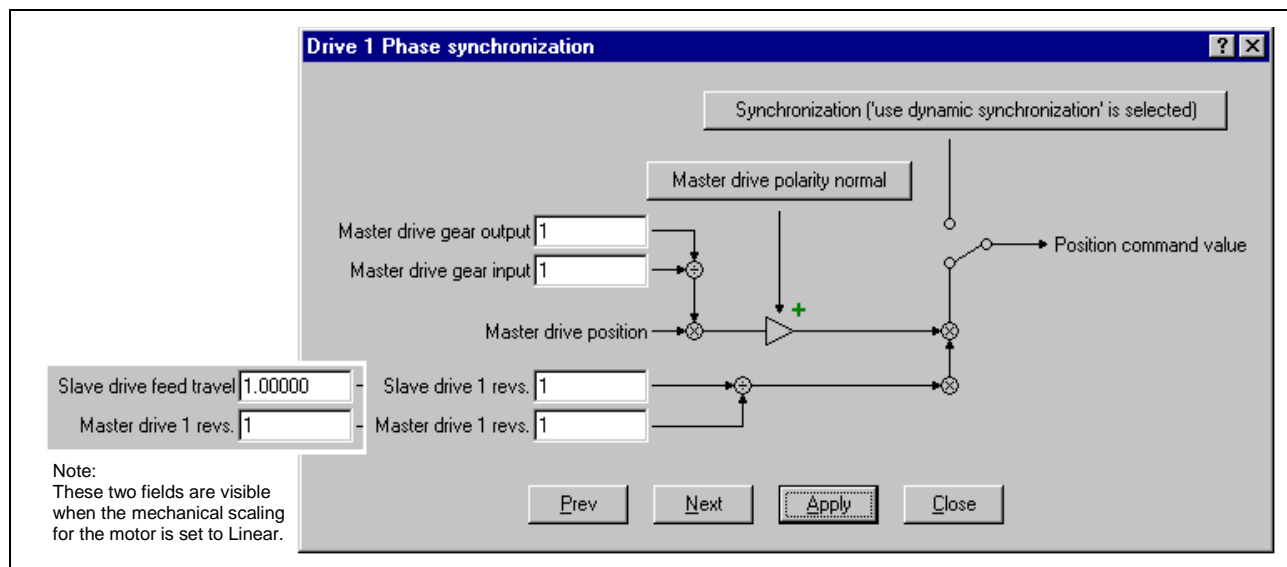 Drive 1 Phase synchronization
Synchronization ('use dynamic synchronization' is selected)
Master drive polarity normal
Master drive gear output 1
Master drive gear input 1
Position command value
Master drive position
Slave drive feed travel 1.00000
Slave drive 1 revs. 1
Master drive 1 revs. 1
Master drive 1 revs. 1
Note:
These two fields are visible
when the mechanical scaling
for the motor is set to Linear.
Prev Next Apply Close